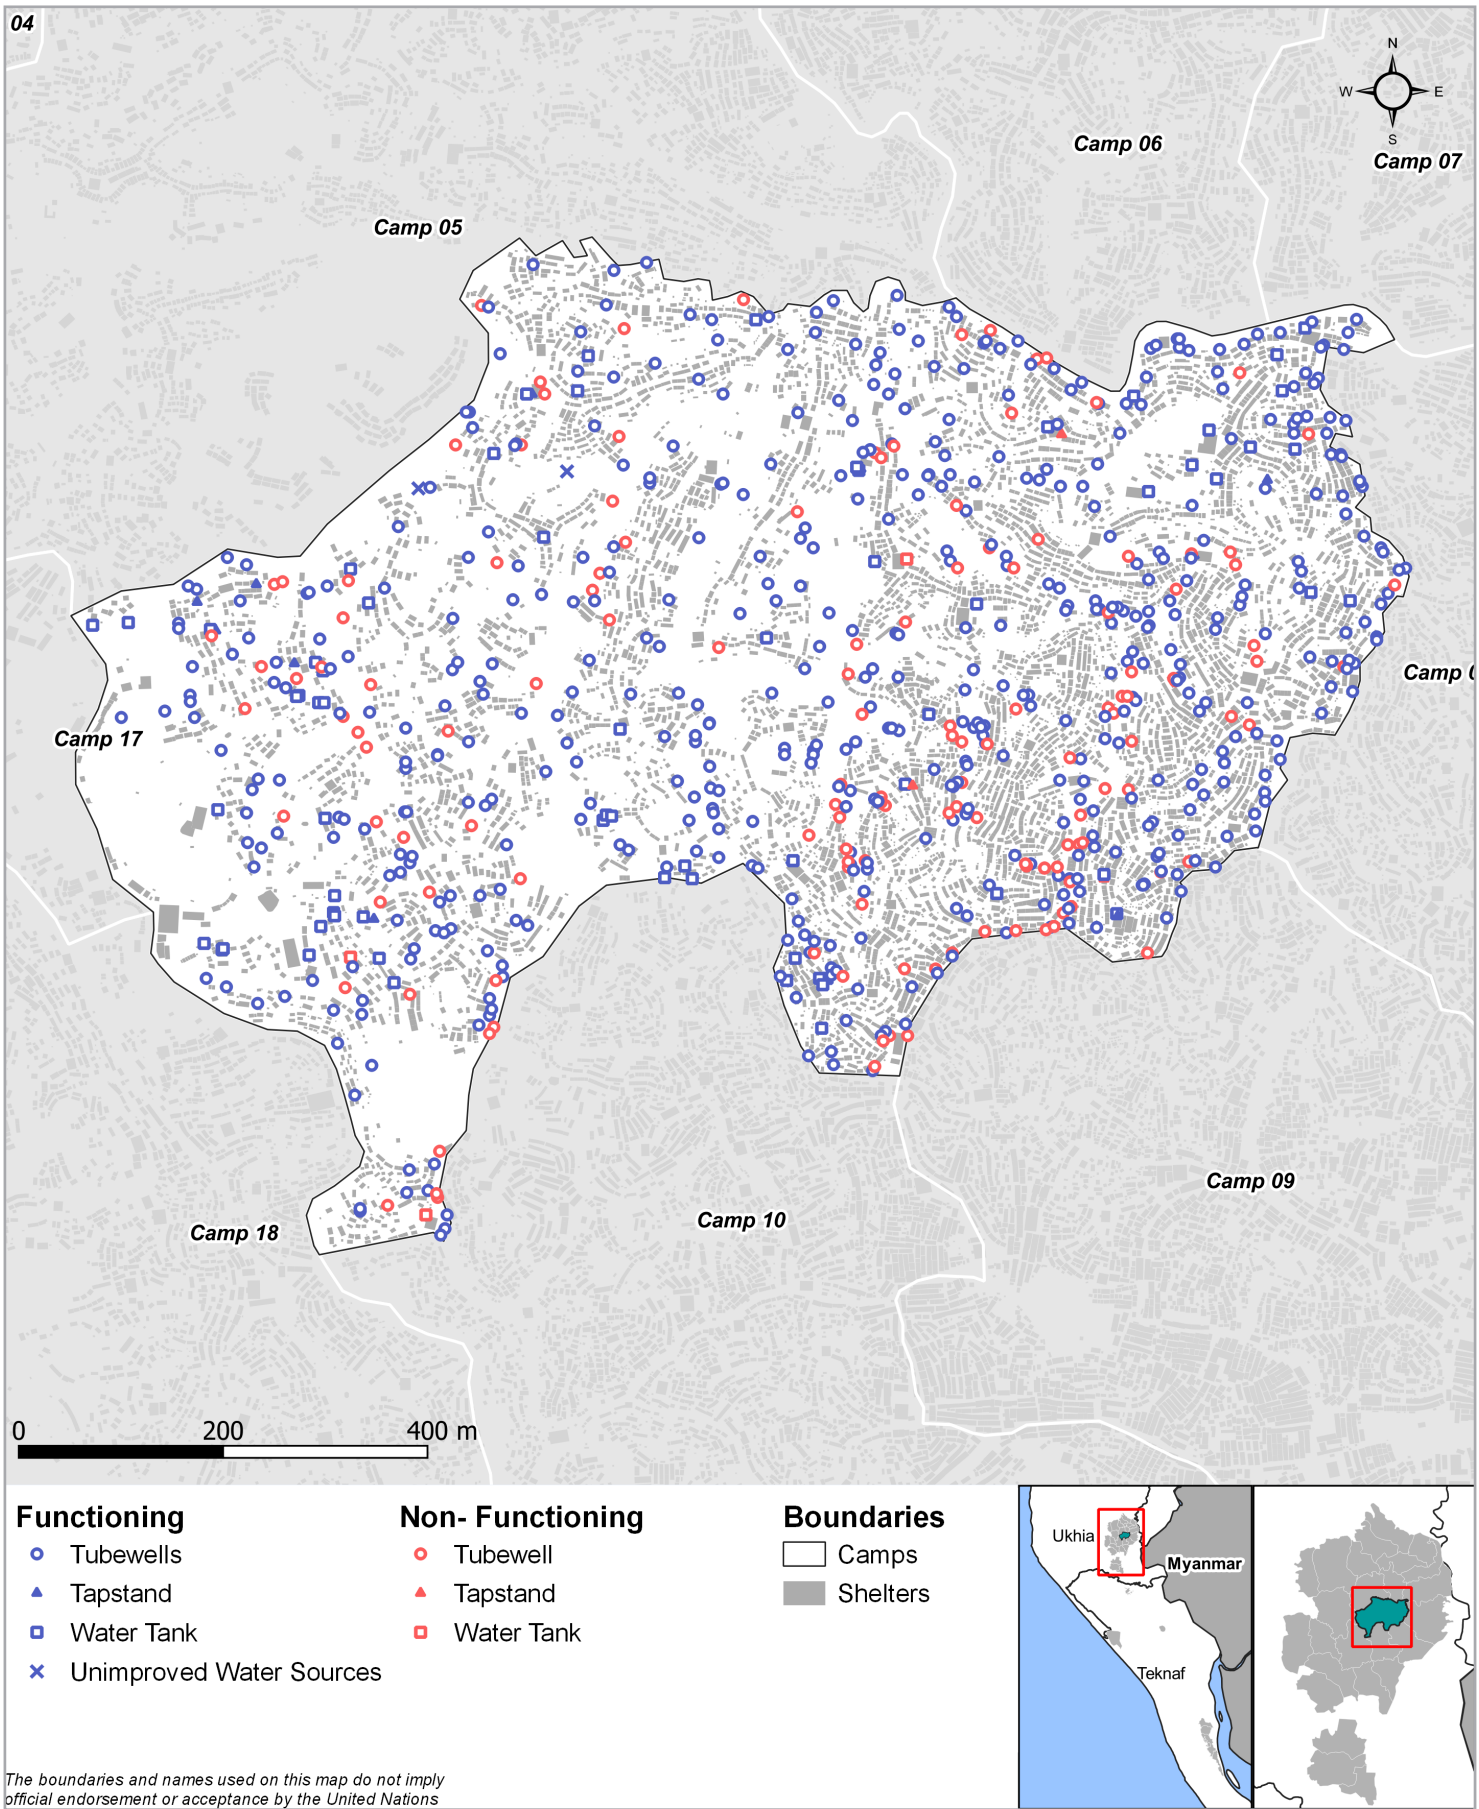 04
N
W
E
S
Camp 06
Camp 07
Camp 05
Camp 17
Camp 0
Camp 09
Camp 10
Camp 18
0
200
400 m
Functioning
Tubewells
Tapstand
Water Tank
Unimproved Water Sources
Non- Functioning
Tubewell
Tapstand
Water Tank
Boundaries
Camps
Shelters
Ukhia
Myanmar
Teknaf
The boundaries and names used on this map do not imply
official endorsement or acceptance by the United Nations